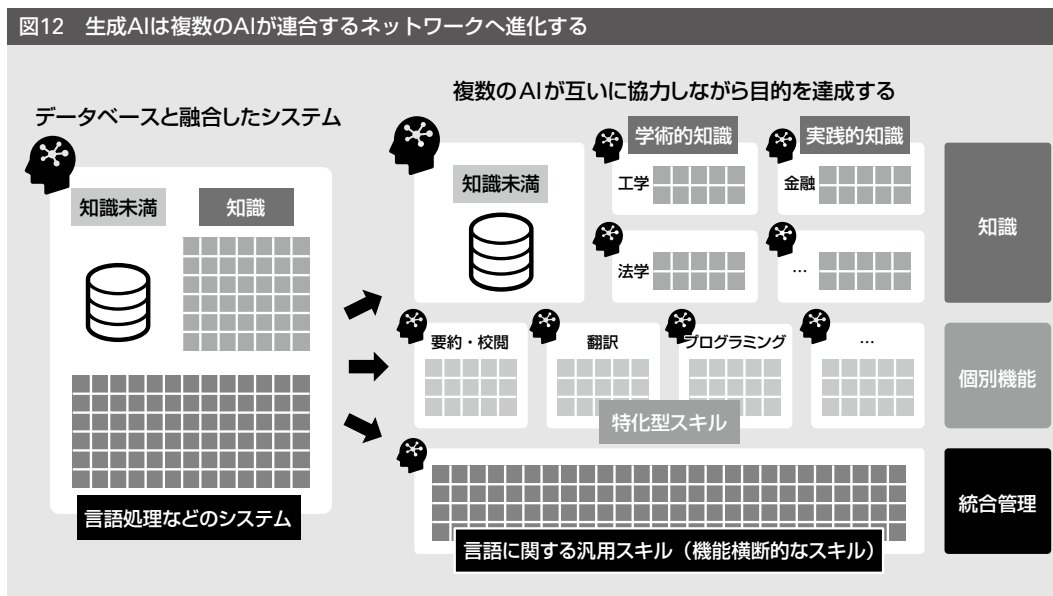 図12　生成AIは複数のAIが連合するネットワークへ進化する
データベースと融合したシステム
知識未満
知識
言語処理などのシステム
複数のAIが互いに協力しながら目的を達成する
知識未満
学術的知識
実践的知識
工学
金融
法学
…
知識
要約・校閲
翻訳
プログラミング
…
特化型スキル
個別機能
言語に関する汎用スキル（機能横断的なスキル）
統合管理